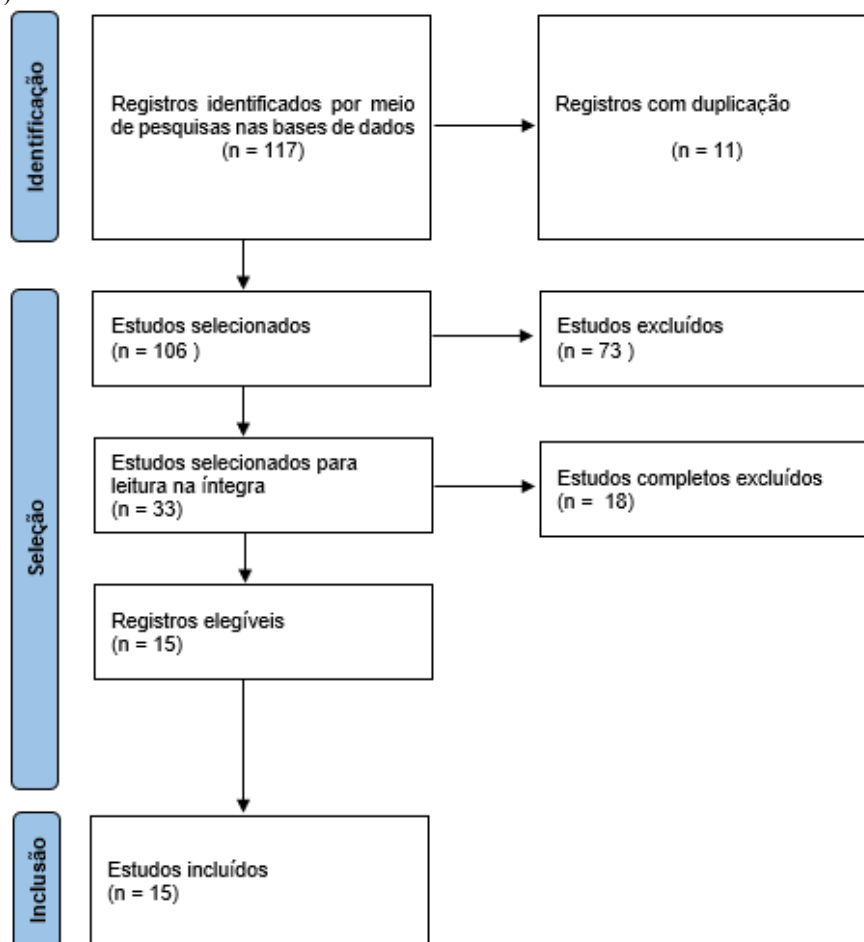 )
Identificação
Registros identificados por meio
de pesquisas nas bases de dados
(n = 117)
Registros com duplicação
(n = 11)
Seleção
Estudos selecionados
(n = 106 )
Estudos excluídos
(n = 73 )
Estudos selecionados para
leitura na íntegra
(n = 33)
Estudos completos excluídos
(n =  18)
Registros elegíveis
(n = 15)
Inclusão
Estudos incluídos
(n = 15)